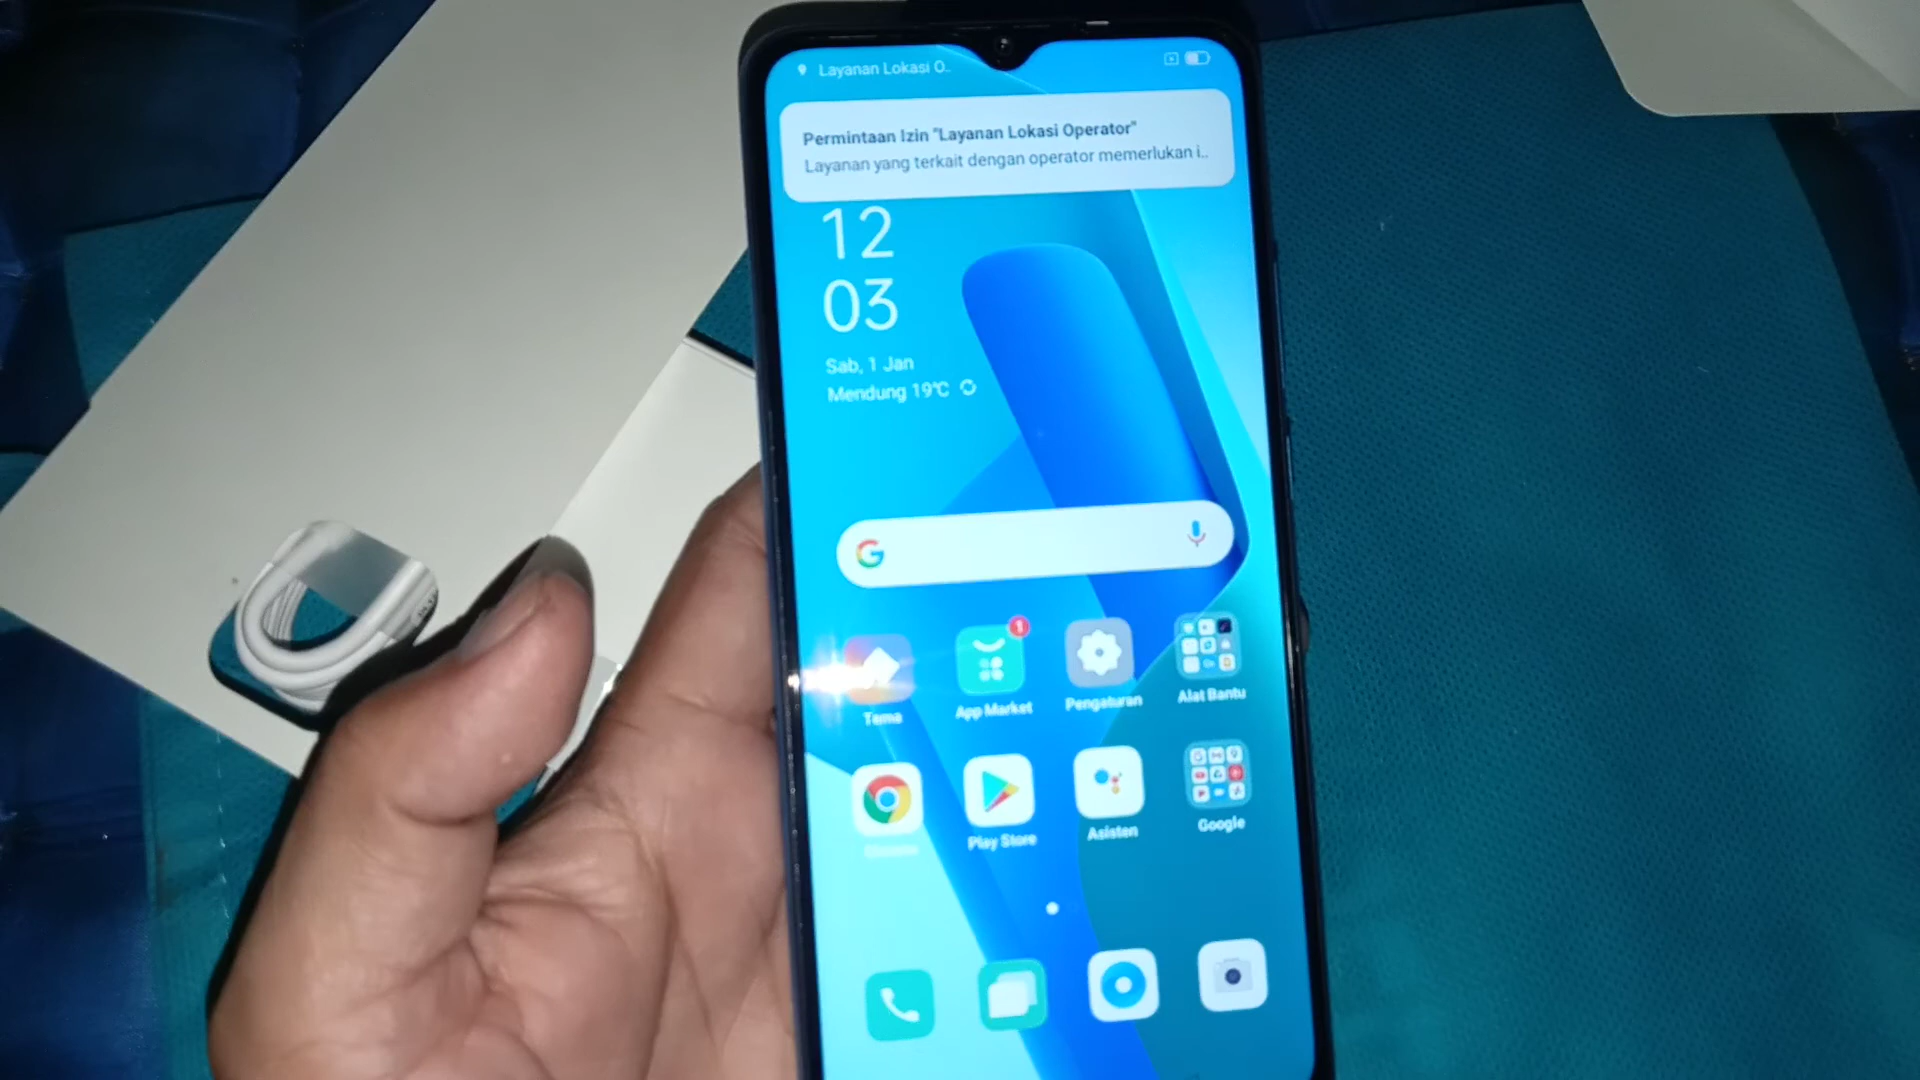 Layanan Lokasi O..
Permintaan Izin "Layanan Lokasi Operator"
Layanan yang terkait dengan operator memerlukan i..
12
03
Sab, 1 Jan
Mendung 19°C
1
Tema
App Market
Pengaturan
Alat Bantu
Play Store
Asisten
Google